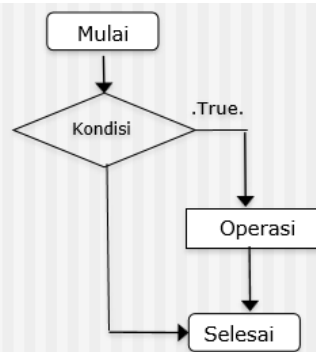 Mulai
Kondisi
.True.
Operasi
Selesai